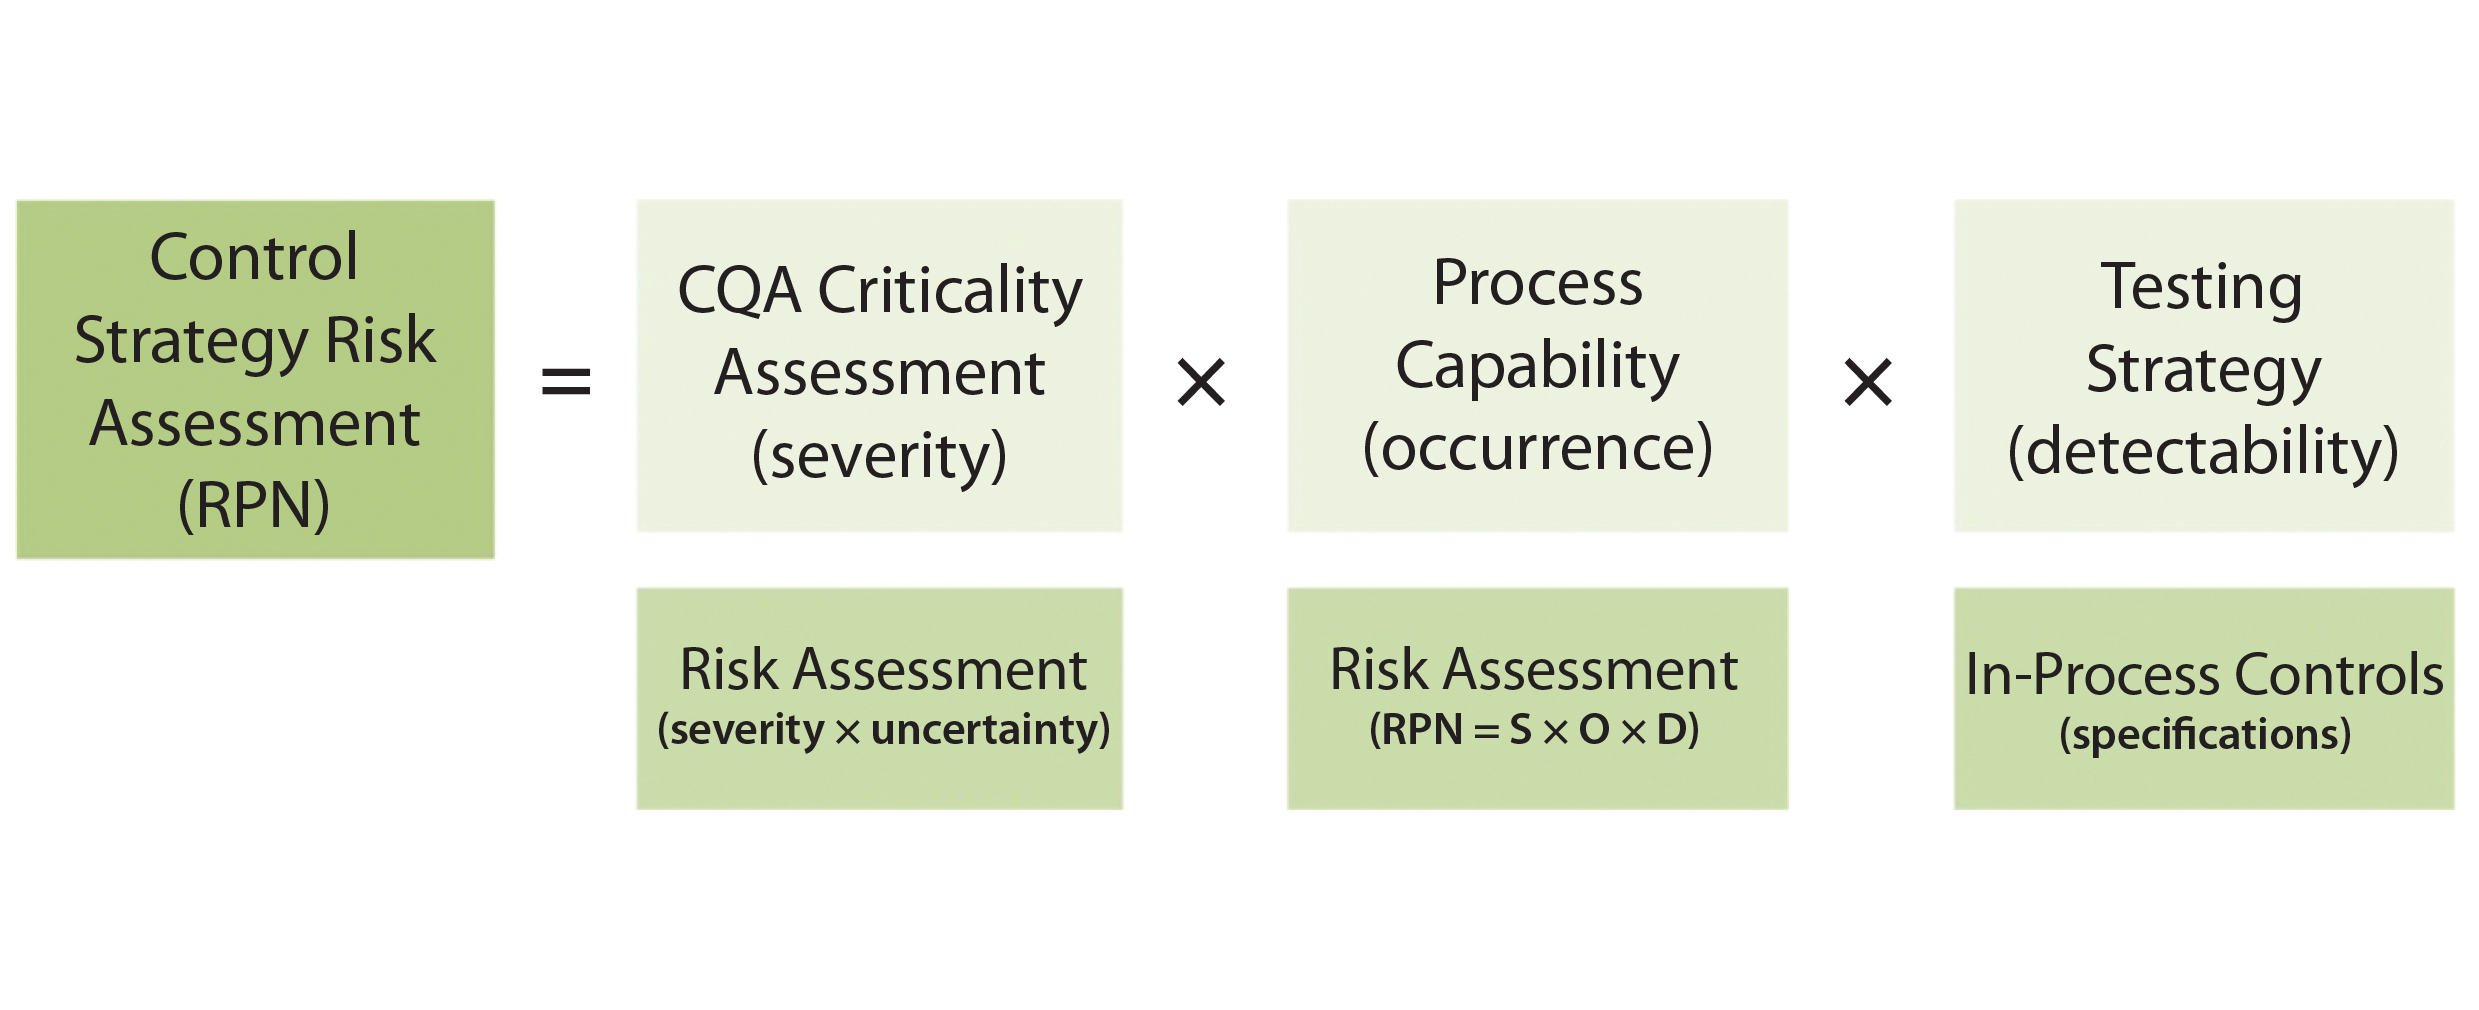 Control
Strategy Risk
Assessment
(RPN)
=
CQA Criticality
Assessment
(severity)
×
Process
Capability
(occurrence)
×
Testing
Strategy
(detectability)
Risk Assessment
(severity × uncertainty)
Risk Assessment
(RPN = S × O × D)
In-Process Controls
(specifications)